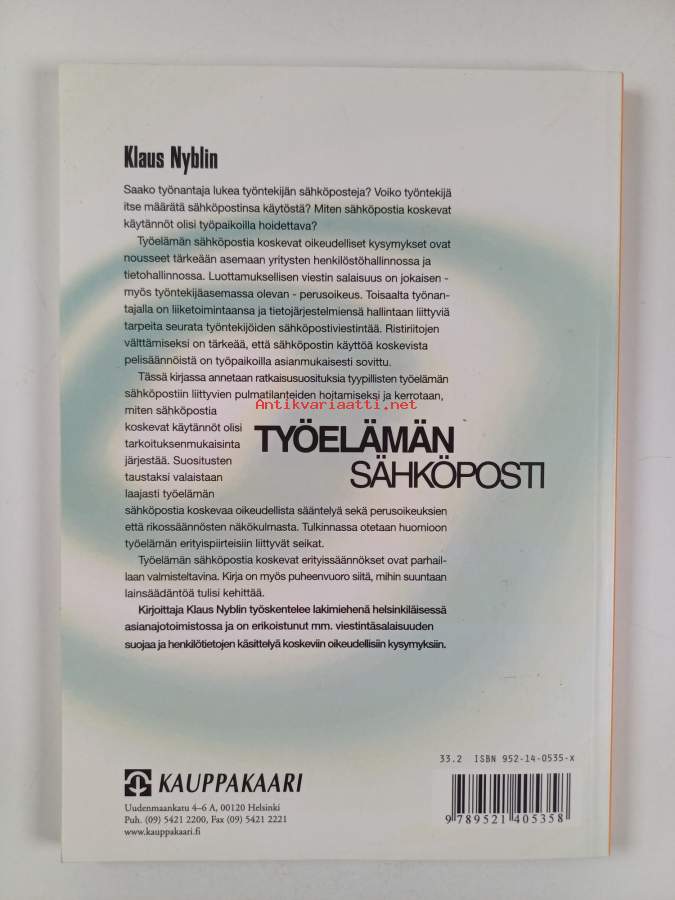 Klaus Nyblin
Saako työnantaja lukea työntekijän sähköposteja? Voiko työntekijä
itse määrätä sähköpostinsa käytöstä? Miten sähköpostia koskevat
käytännöt olisi työpaikoilla hoidettava?
Työelämän sähköpostia koskevat oikeudelliset kysymykset ovat
nousseet tärkeään asemaan yritysten henkilöstöhallinnossa ja
tietohallinnossa. Luottamuksellisen viestin salaisuus on jokaisen -
myös työntekijäasemassa olevan - perusoikeus. Toisaalta työnan-
tajalla on liiketoimintaansa ja tietojärjestelmiensä hallintaan liittyviä
tarpeita seurata työntekijöiden sähköpostiviestintää. Ristiriitojen
välttämiseksi on tärkeää, että sähköpostin käyttöä koskevista
pelisäännöistä on työpaikoilla asianmukaisesti sovittu.
Tässä kirjassa annetaan ratkaisusuosituksia tyypillisten työelämän
sähköpostiin liittyvien pulmatilanteiden hoitamiseksi ja kerrotaan,
Antikvariaatti.net
miten sähköpostia
koskevat käytännöt olisi
tarkoituksenmukaisinta
järjestää. Suositusten
taustaksi valaistaan
laajasti työelämän
TYÖELÄMÄN
SÄHKÖPOSTI
sähköpostia koskevaa oikeudellista sääntelyä sekä perusoikeuksien
että rikossäännösten näkökulmasta. Tulkinnassa otetaan huomioon
työelämän erityispiirteisiin liittyvät seikat.
Työelämän sähköpostia koskevat erityissäännökset ovat parhail-
laan valmisteltavina. Kirja on myös puheenvuoro siitä, mihin suuntaan
lainsäädäntöä tulisi kehittää.
Kirjoittaja Klaus Nyblin työskentelee lakimiehenä helsinkiläisessä
asianajotoimistossa ja on erikoistunut mm. viestintäsalaisuuden
suojaa ja henkilötietojen käsittelyä koskeviin oikeudellisiin kysymyksiin.
33.2 ISBN 952-14-0535-x
KAUPPAKAARI
Uudenmaankatu 4–6 A, 00120 Helsinki
Puh. (09) 5421 2200, Fax (09) 5421 2221
www.kauppakaari.fi
9 789521 405358